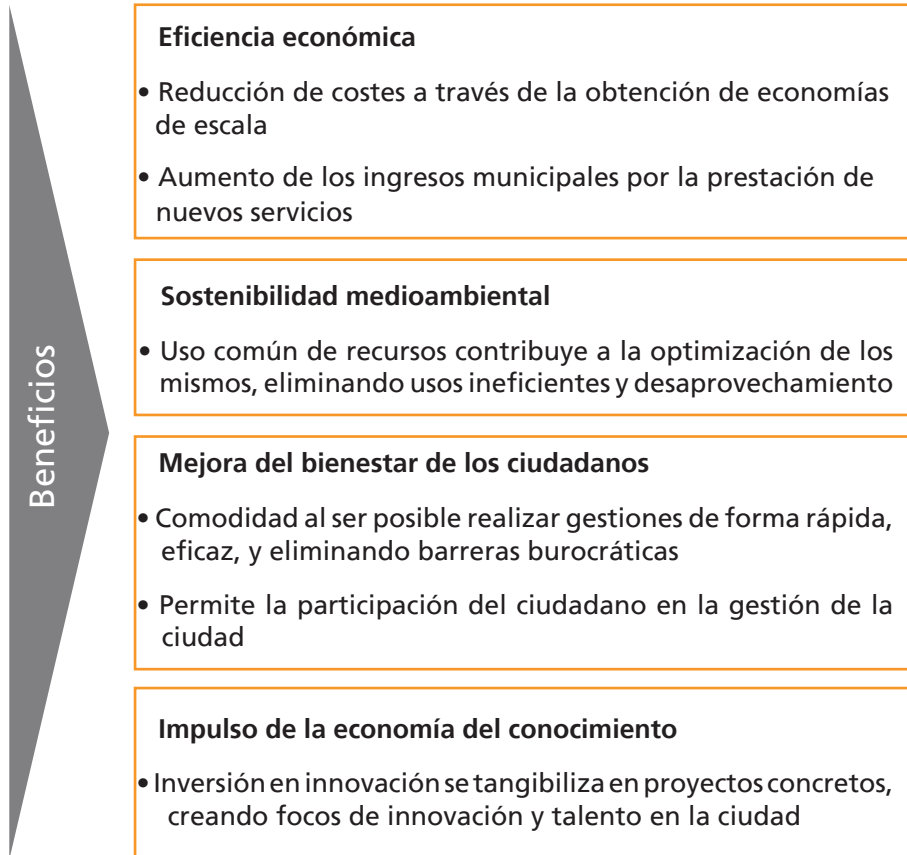 Beneficios
Eficiencia económica
• Reducción de costes a través de la obtención de economías
de escala
• Aumento de los ingresos municipales por la prestación de
nuevos servicios
Sostenibilidad medioambiental
• Uso común de recursos contribuye a la optimización de los
mismos, eliminando usos ineficientes y desaprovechamiento
Mejora del bienestar de los ciudadanos
• Comodidad al ser posible realizar gestiones de forma rápida,
eficaz, y eliminando barreras burocráticas
• Permite la participación del ciudadano en la gestión de la
ciudad
Impulso de la economía del conocimiento
• Inversión en innovación se tangibiliza en proyectos concretos,
creando focos de innovación y talento en la ciudad